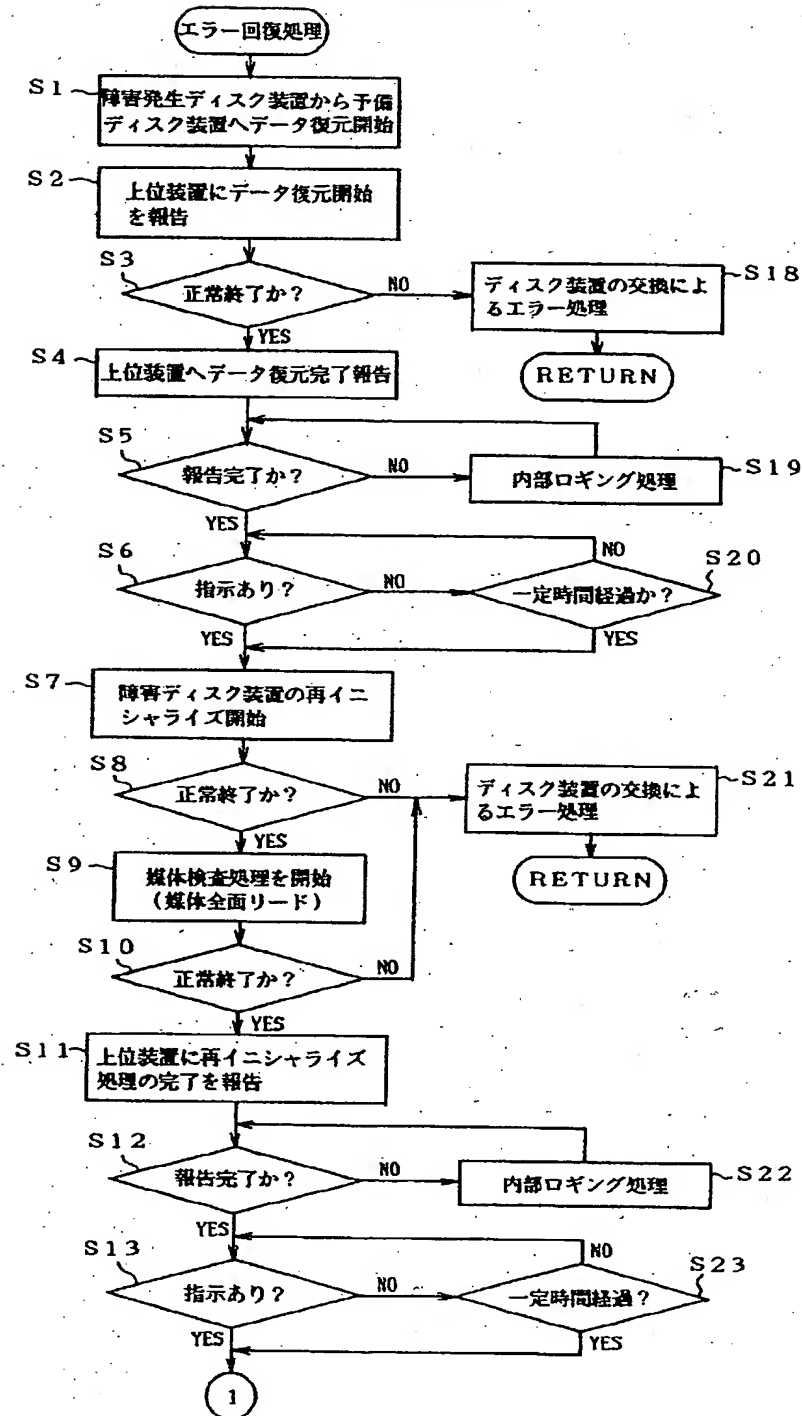 エラー回復処理
S1
障害発生ディスク装置から予備
ディスク装置へデータ復元開始
S2
上位装置にデータ復元開始
を報告
S3
正常終了か?
NO
YES
ディスク装置の交換によ
るエラー処理
S18
RETURN
S4
上位装置へデータ復元完了報告
S5
報告完了か?
NO
YES
内部ロギング処理
S19
S6
指示あり?
NO
YES
一定時間経過か?
S20
NO
YES
S7
障害ディスク装置の再イニ
シャライズ開始
S8
正常終了か?
NO
YES
ディスク装置の交換によ
るエラー処理
S21
RETURN
S9
媒体検査処理を開始
(媒体全面リード)
S10
正常終了か?
NO
YES
S11
上位装置に再イニシャライズ
処理の完了を報告
S12
報告完了か?
NO
YES
内部ロギング処理
S22
S13
指示あり?
NO
YES
一定時間経過?
S23
NO
YES
1